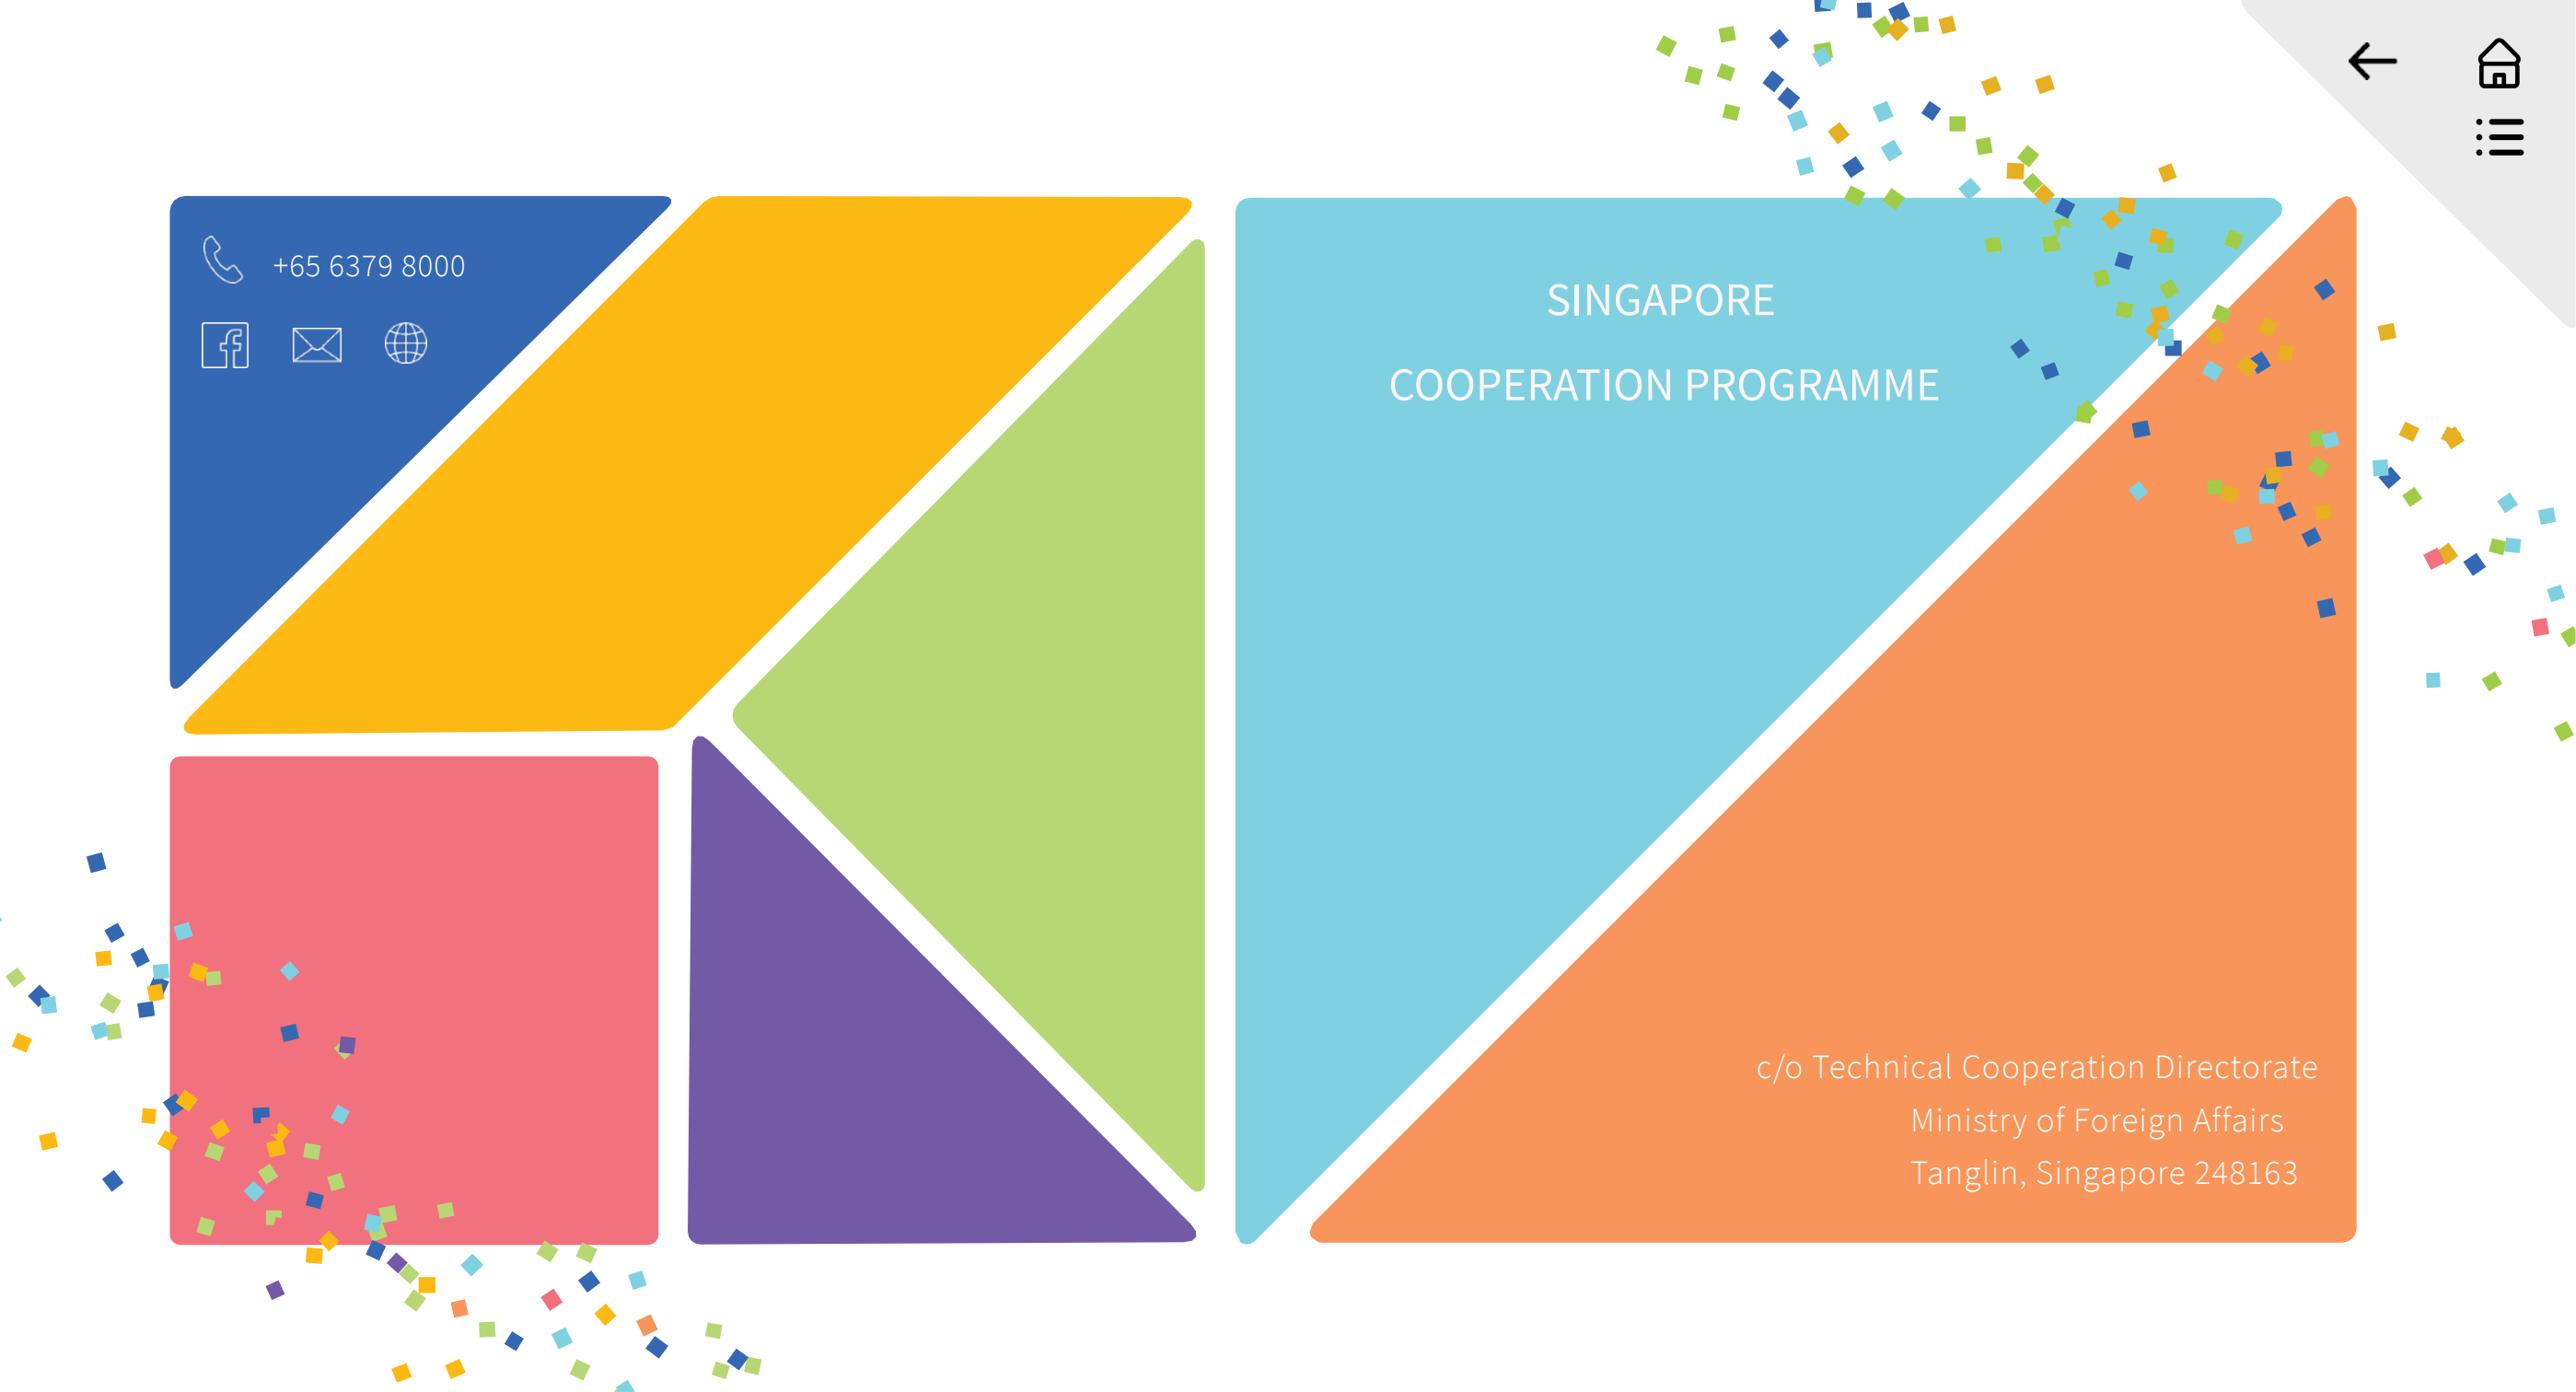 +65 6379 8000
SINGAPORE
COOPERATION PROGRAMME
c/o Technical Cooperation Directorate
Ministry of Foreign Affairs
Tanglin, Singapore 248163